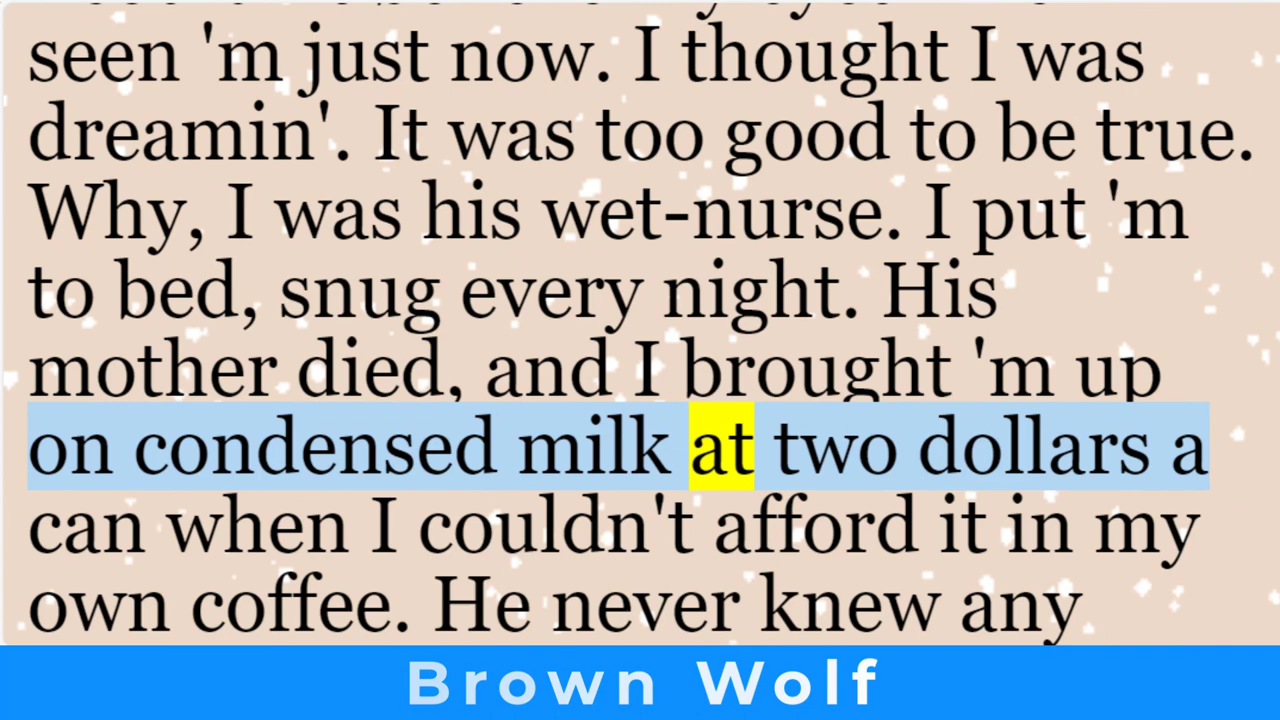 seen 'm just now. I thought I was
dreamin'. It was too good to be true.
Why, I was his wet-nurse. I put 'm
to bed, snug every night. His
mother died, and I brought 'm up
on condensed milk at two dollars a
can when I couldn't afford it in my
own coffee. He never knew any
Brown Wolf